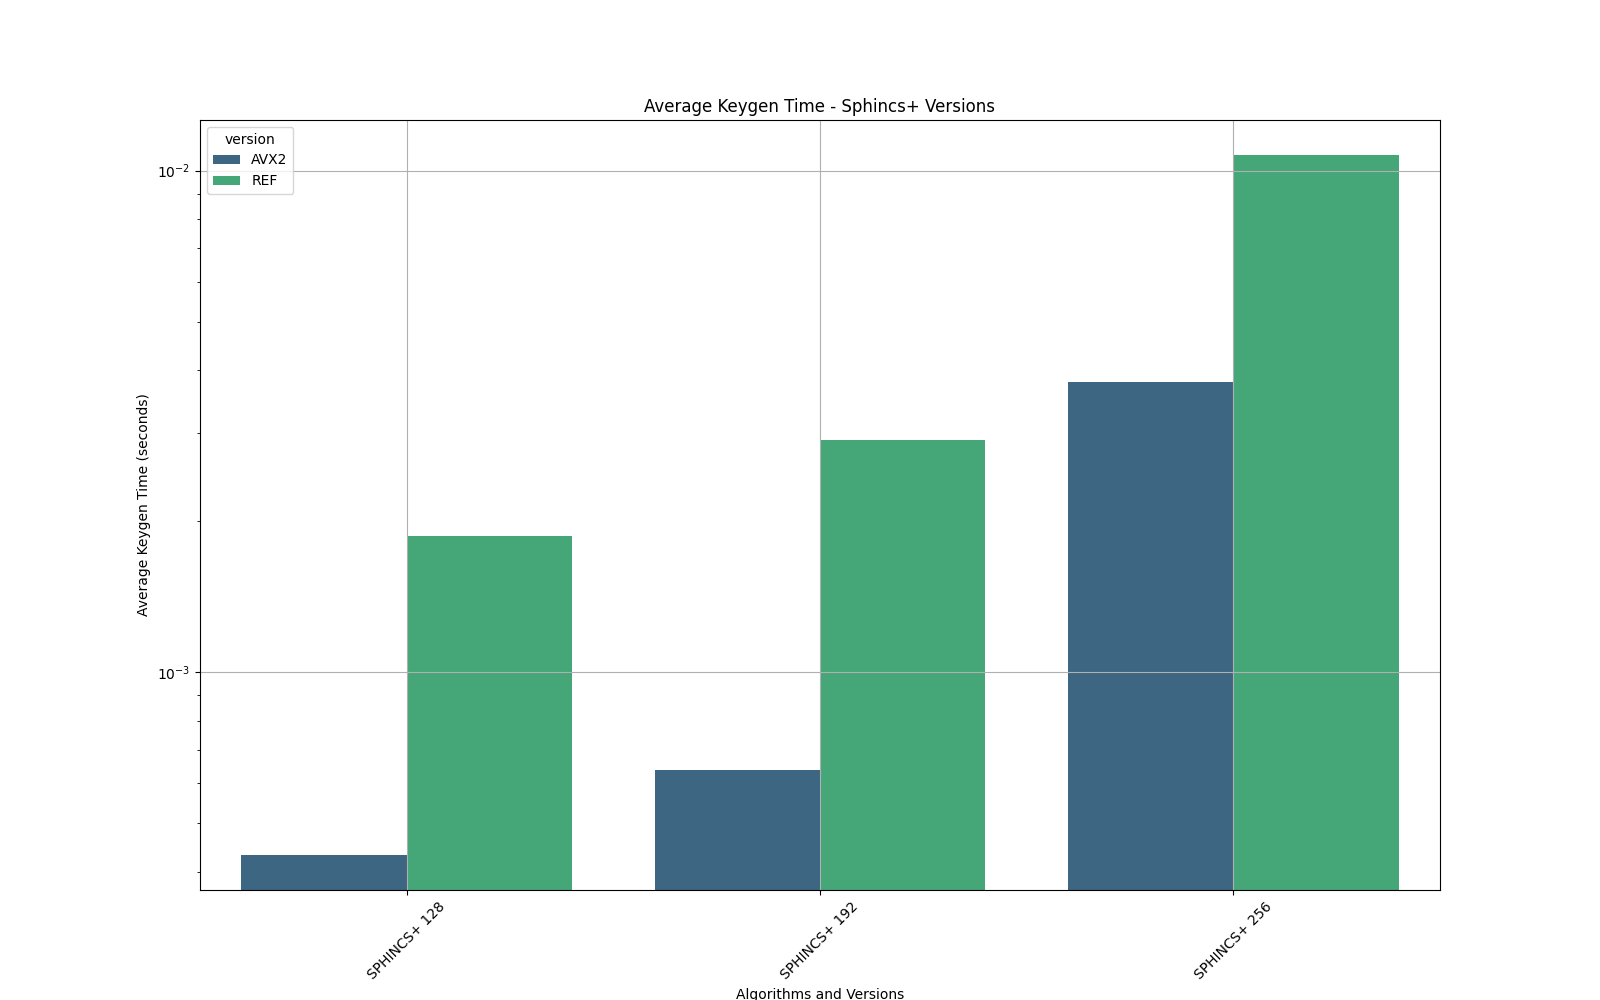 Average Keygen Time - Sphincs+ Versions
version
AVX2
REF
10⁻²
10⁻³
Average Keygen Time (seconds)
SPHINCS+ 128
SPHINCS+ 192
SPHINCS+ 256
Algorithms and Versions